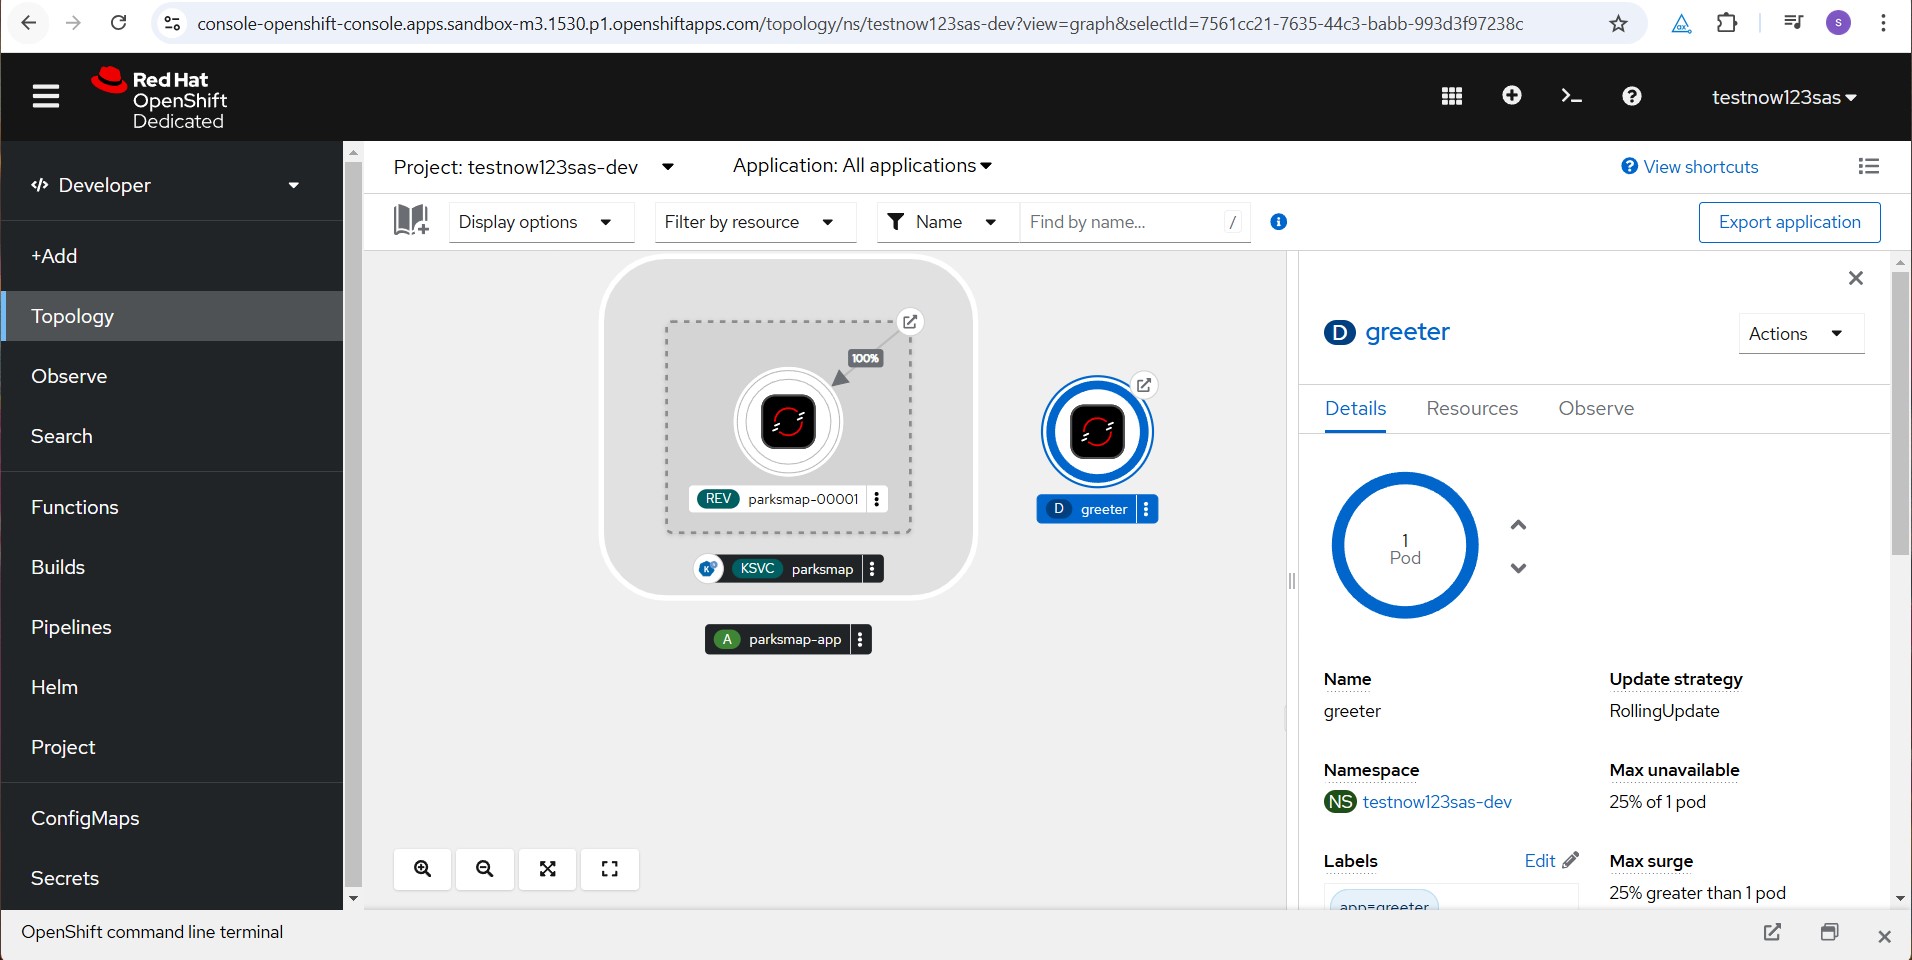 console-openshift-console.apps.sandbox-m3.1530.p1.openshiftapps.com/topology/ns/testnow123sas-dev?view=graph&selectId=7561cc21-7635-44c3-babb-993d3f97238c
S
Red Hat
OpenShift
Dedicated
testnow123sas
Developer
+Add
Topology
Observe
Search
Functions
Builds
Pipelines
Helm
Project
ConfigMaps
Secrets
Project: testnow123sas-dev
Application: All applications
View shortcuts
Display options
Filter by resource
Name
Find by name...
/
Export application
100%
REV parksmap-00001
KSVC parksmap
A parksmap-app
D greeter
D greeter
Actions
Details
Resources
Observe
1
Pod
Name
greeter
Update strategy
RollingUpdate
Namespace
NS testnow123sas-dev
Max unavailable
25% of 1 pod
Labels
Edit
app=greeter
Max surge
25% greater than 1 pod
OpenShift command line terminal